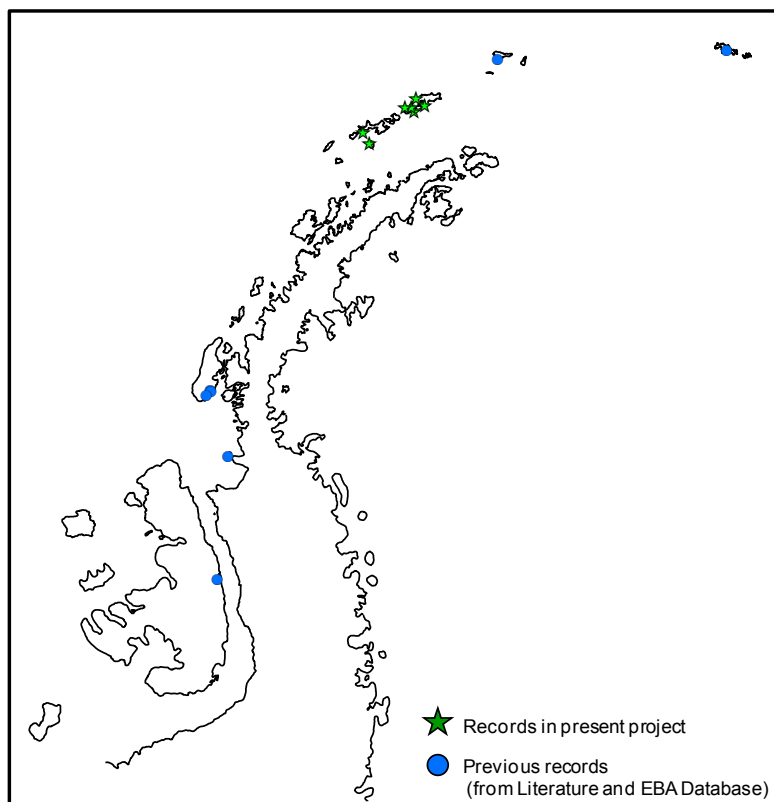 Records in present project
Previous records
(from Literature and EBA Database)